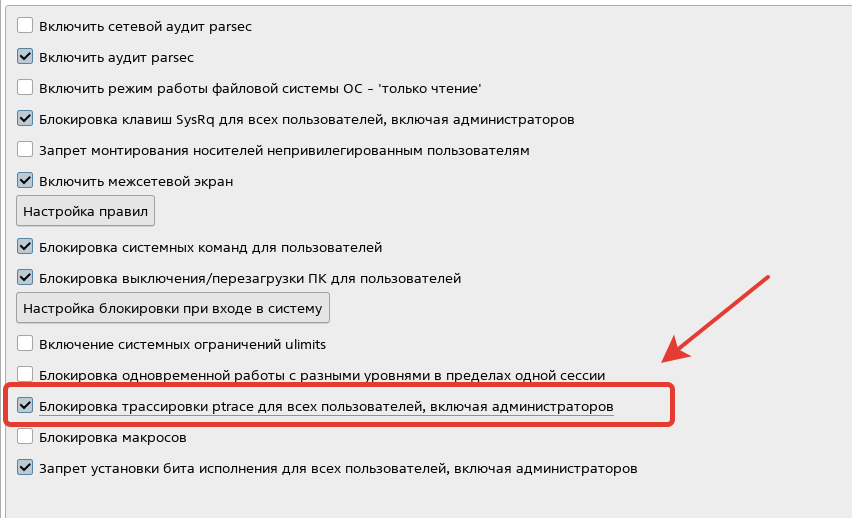 Включить сетевой аудит parsec
Включить аудит parsec
Включить режим работы файловой системы ОС - 'только чтение'
Блокировка клавиш SysRq для всех пользователей, включая администраторов
Запрет монтирования носителей непривилегированным пользователям
Включить межсетевой экран
Настройка правил
Блокировка системных команд для пользователей
Блокировка выключения/перезагрузки ПК для пользователей
Настройка блокировки при входе в систему
Включение системных ограничений ulimits
Блокировка одновременной работы с разными уровнями в пределах одной сессии
Блокировка трассировки ptrace для всех пользователей, включая администраторов
Блокировка макросов
Запрет установки бита исполнения для всех пользователей, включая администраторов